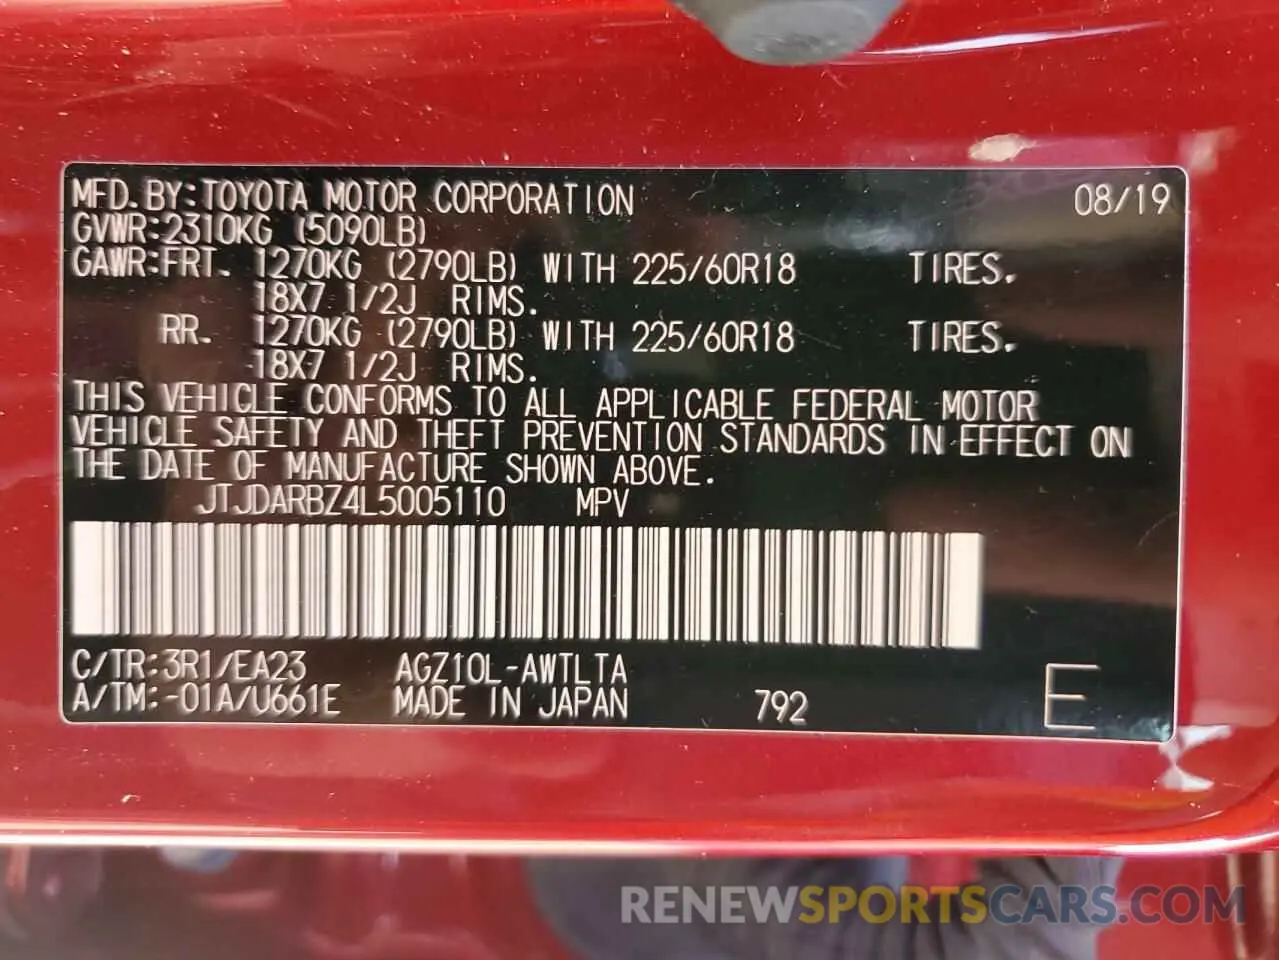 MFD. BY: TOYOTA MOTOR CORPORATION 08/19
GVWR: 2310KG (5090LB)
GAWR: FRT. 1270KG (2790LB) WITH 225/60R18 TIRES.
18X7 1/2J RIMS.
RR. 1270KG (2790LB) WITH 225/60R18 TIRES.
18X7 1/2J RIMS.
THIS VEHICLE CONFORMS TO ALL APPLICABLE FEDERAL MOTOR
VEHICLE SAFETY AND THEFT PREVENTION STANDARDS IN EFFECT ON
THE DATE OF MANUFACTURE SHOWN ABOVE.
JTJDARBZ4L5005110 MPV
C/TR: 3R1/EA23 AGZ10L-AWTLTA
A/TM: -01A/U661E MADE IN JAPAN 792 E
RENEWSPORTSCARS.COM